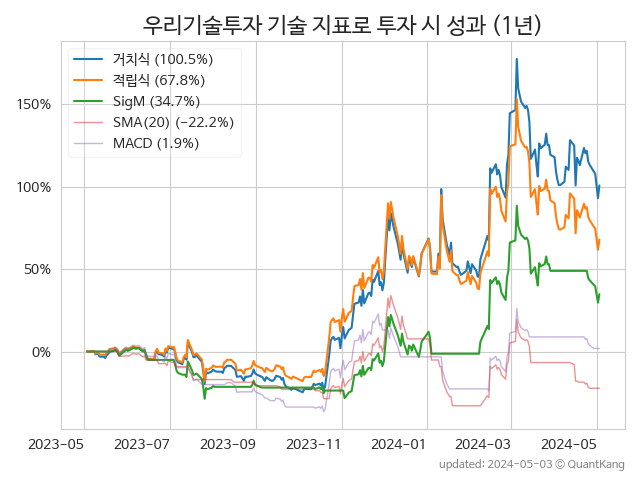 우리기술투자 기술 지표로 투자 시 성과 (1년)
거치식 (100.5%)
적립식 (67.8%)
SigM (34.7%)
SMA(20) (−22.2%)
MACD (1.9%)
150%
100%
50%
0%
2023-05 2023-07 2023-09 2023-11 2024-01 2024-03 2024-05
updated: 2024-05-03 © QuantKang